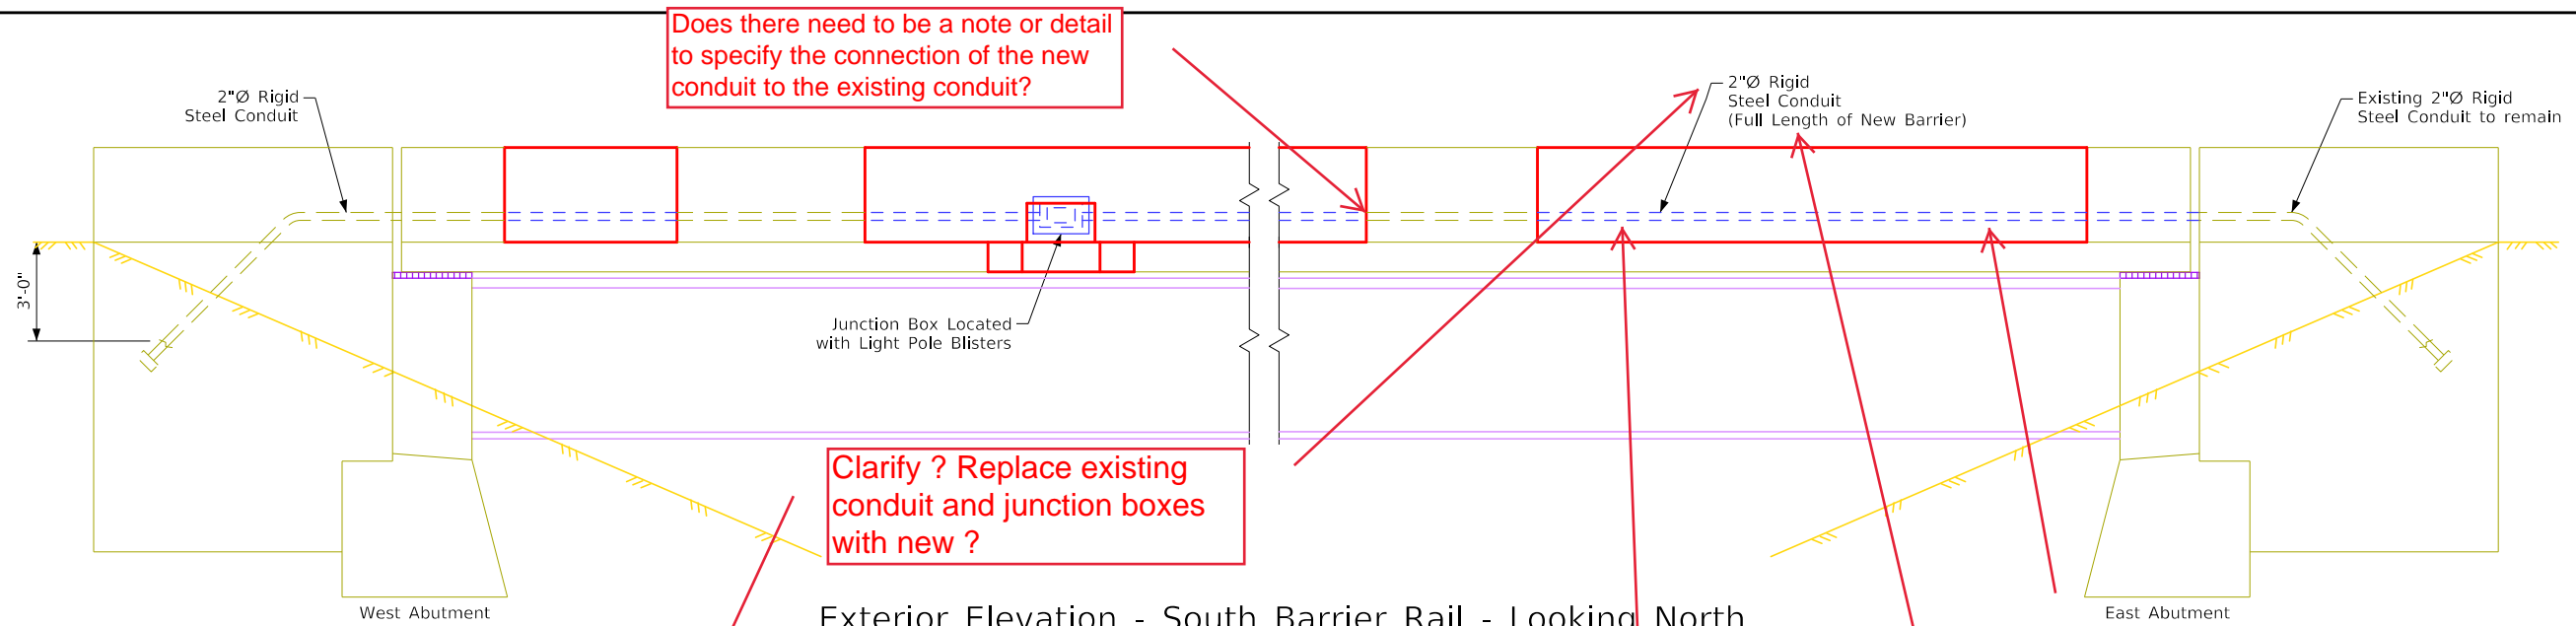 Does there need to be a note or detail
to specify the connection of the new
conduit to the existing conduit?
2"Ø Rigid
Steel Conduit
2"Ø Rigid
Steel Conduit
(Full Length of New Barrier)
Existing 2"Ø Rigid
Steel Conduit to remain
3'-0"
Junction Box Located
with Light Pole Blisters
Clarify ? Replace existing
conduit and junction boxes
with new ?
West Abutment
Exterior Elevation - South Barrier Rail - Looking North
East Abutment